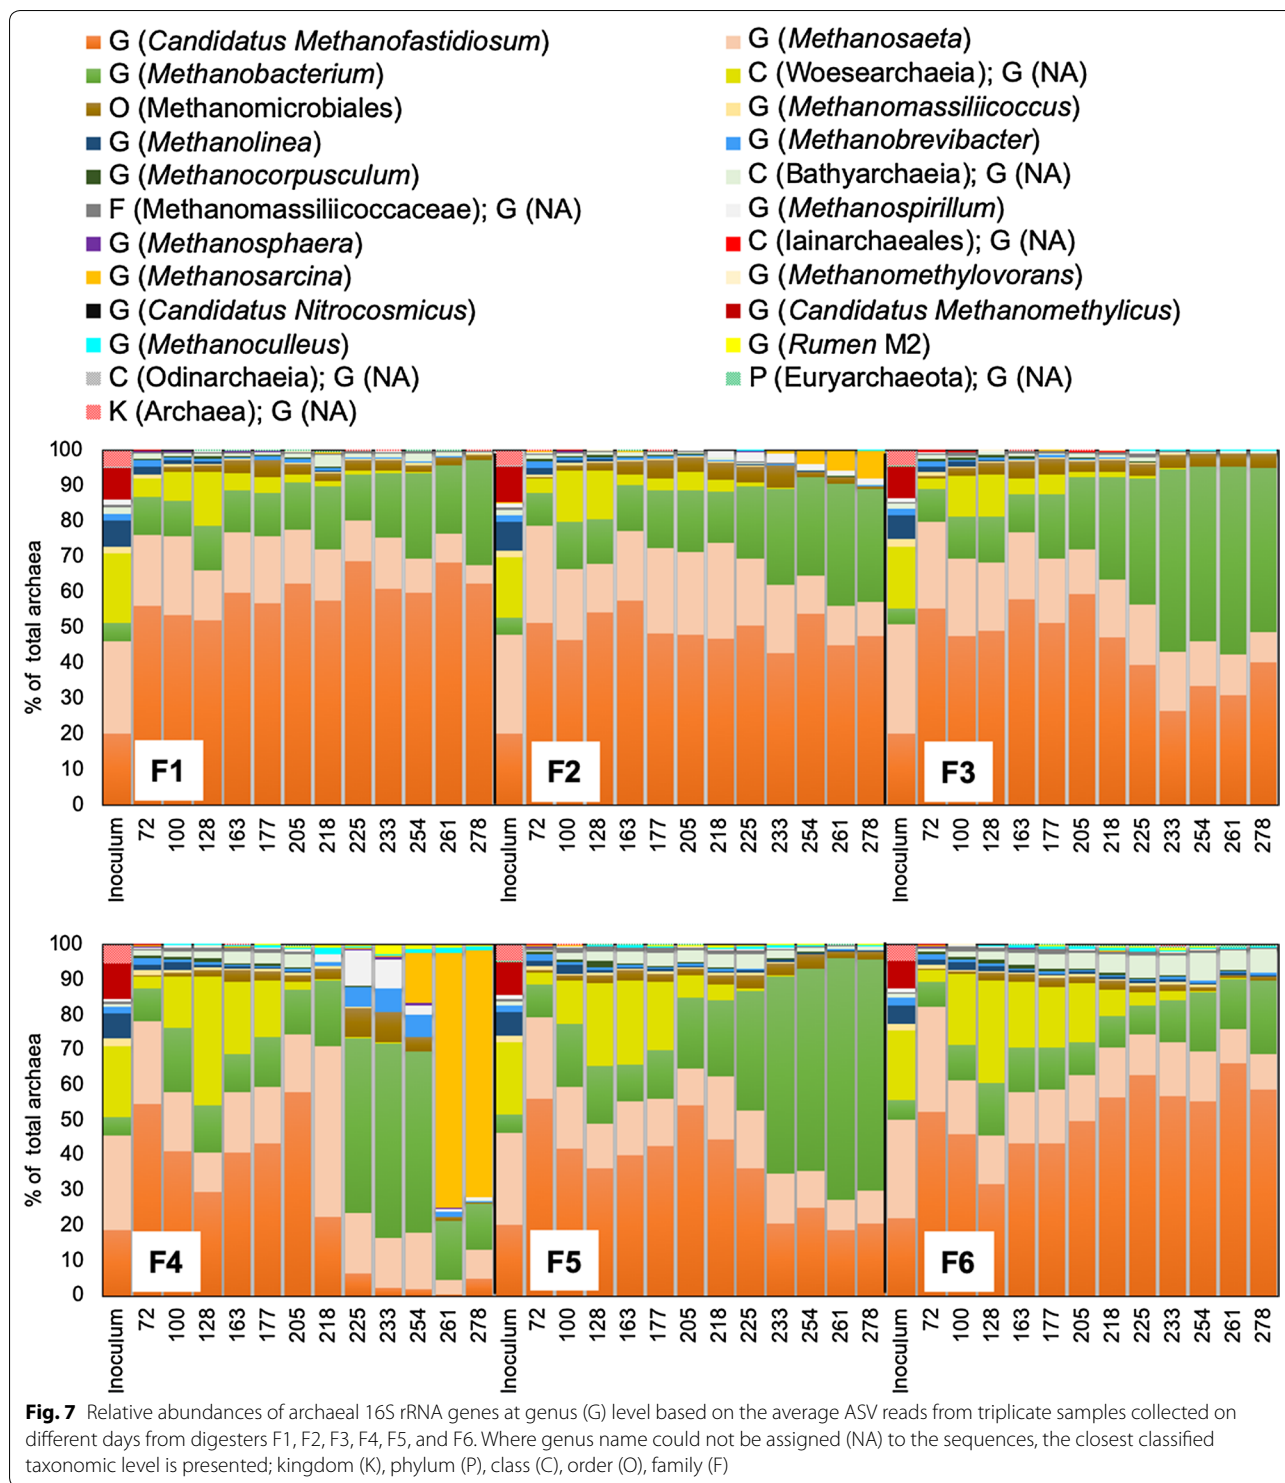 G (Candidatus Methanofastidiosum)
G (Methanobacterium)
O (Methanomicrobiales)
G (Methanolinea)
G (Methanocorpusculum)
F (Methanomassiliicoccaceae); G (NA)
G (Methanosphaera)
G (Methanosarcina)
G (Candidatus Nitrocosmicus)
G (Methanoculleus)
C (Odinarchaeia); G (NA)
K (Archaea); G (NA)
G (Methanosaeta)
C (Woesearchaeia); G (NA)
G (Methanomassiliicoccus)
G (Methanobrevibacter)
C (Bathyarchaeia); G (NA)
G (Methanospirillum)
C (Iainarchaeales); G (NA)
G (Methanomethylovorans)
G (Candidatus Methanomethylicus)
G (Rumen M2)
P (Euryarchaeota); G (NA)
% of total archaea
100
90
80
70
60
50
40
30
20
10
0
F1
F2
F3
Inoculum 72 100 128 163 177 205 218 225 233 254 261 278 Inoculum 72 100 128 163 177 205 218 225 233 254 261 278 Inoculum 72 100 128 163 177 205 218 225 233 254 261 278
% of total archaea
100
90
80
70
60
50
40
30
20
10
0
F4
F5
F6
Inoculum 72 100 128 163 177 205 218 225 233 254 261 278 Inoculum 72 100 128 163 177 205 218 225 233 254 261 278 Inoculum 72 100 128 163 177 205 218 225 233 254 261 278
Fig. 7 Relative abundances of archaeal 16S rRNA genes at genus (G) level based on the average ASV reads from triplicate samples collected on
different days from digesters F1, F2, F3, F4, F5, and F6. Where genus name could not be assigned (NA) to the sequences, the closest classified
taxonomic level is presented; kingdom (K), phylum (P), class (C), order (O), family (F)